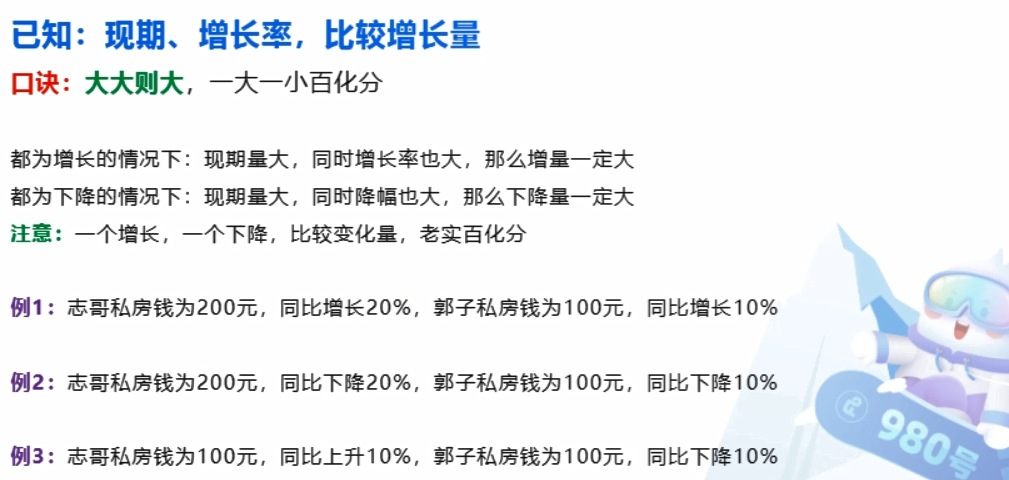 已知：现期、增长率，比较增长量
口诀：大大则大，一大一小百化分
都为增长的情况下：现期量大，同时增长率也大，那么增量一定大
都为下降的情况下：现期量大，同时降幅也大，那么下降量一定大
注意：一个增长，一个下降，比较变化量，老实百化分
例1：志哥私房钱为200元，同比增长20%，郭子私房钱为100元，同比增长10%
例2：志哥私房钱为200元，同比下降20%，郭子私房钱为100元，同比下降10%
例3：志哥私房钱为100元，同比上升10%，郭子私房钱为100元，同比下降10%
980号